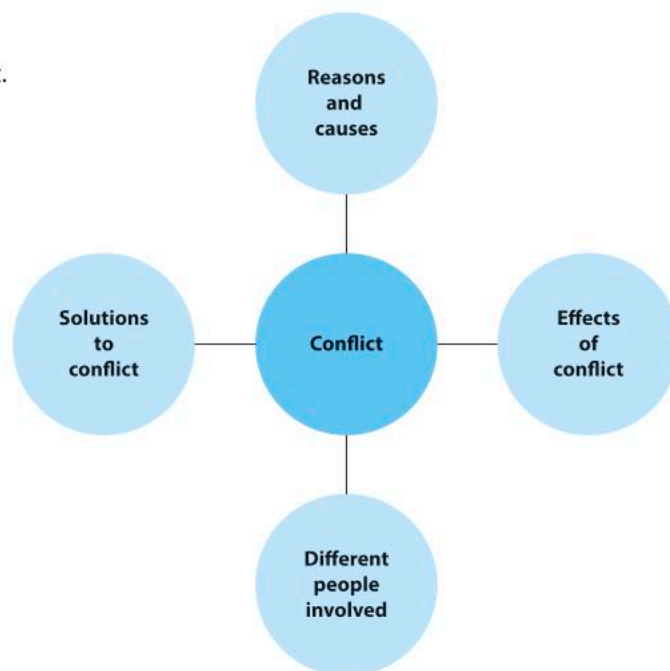 Reasons
and
causes
Solutions
to
conflict
Conflict
Effects
of
conflict
Different
people
involved